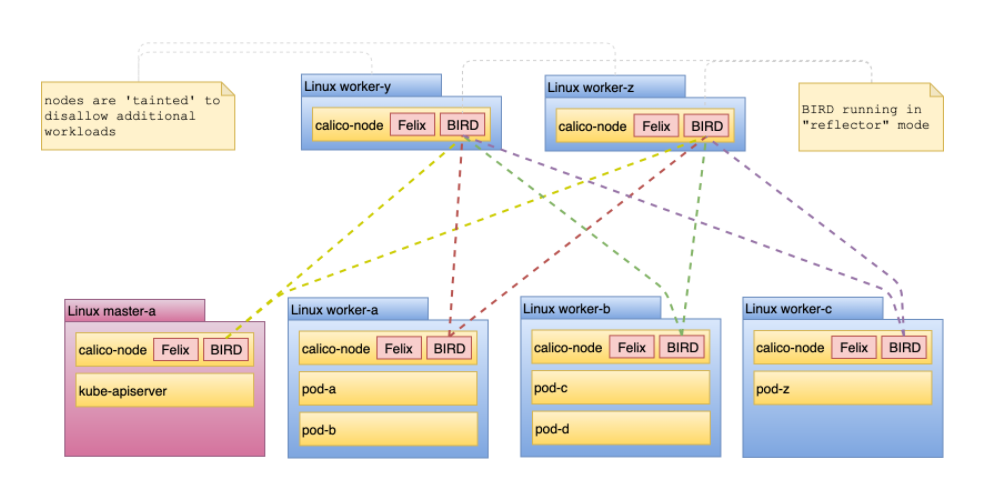 Linux worker-y
Linux worker-z
nodes are 'tainted' to
disallow additional
workloads
calico-node Felix BIRD
calico-node Felix BIRD
BIRD running in
"reflector" mode
Linux master-a
calico-node Felix BIRD
kube-apiserver
Linux worker-a
calico-node Felix BIRD
pod-a
pod-b
Linux worker-b
calico-node Felix BIRD
pod-c
pod-d
Linux worker-c
calico-node Felix BIRD
pod-z